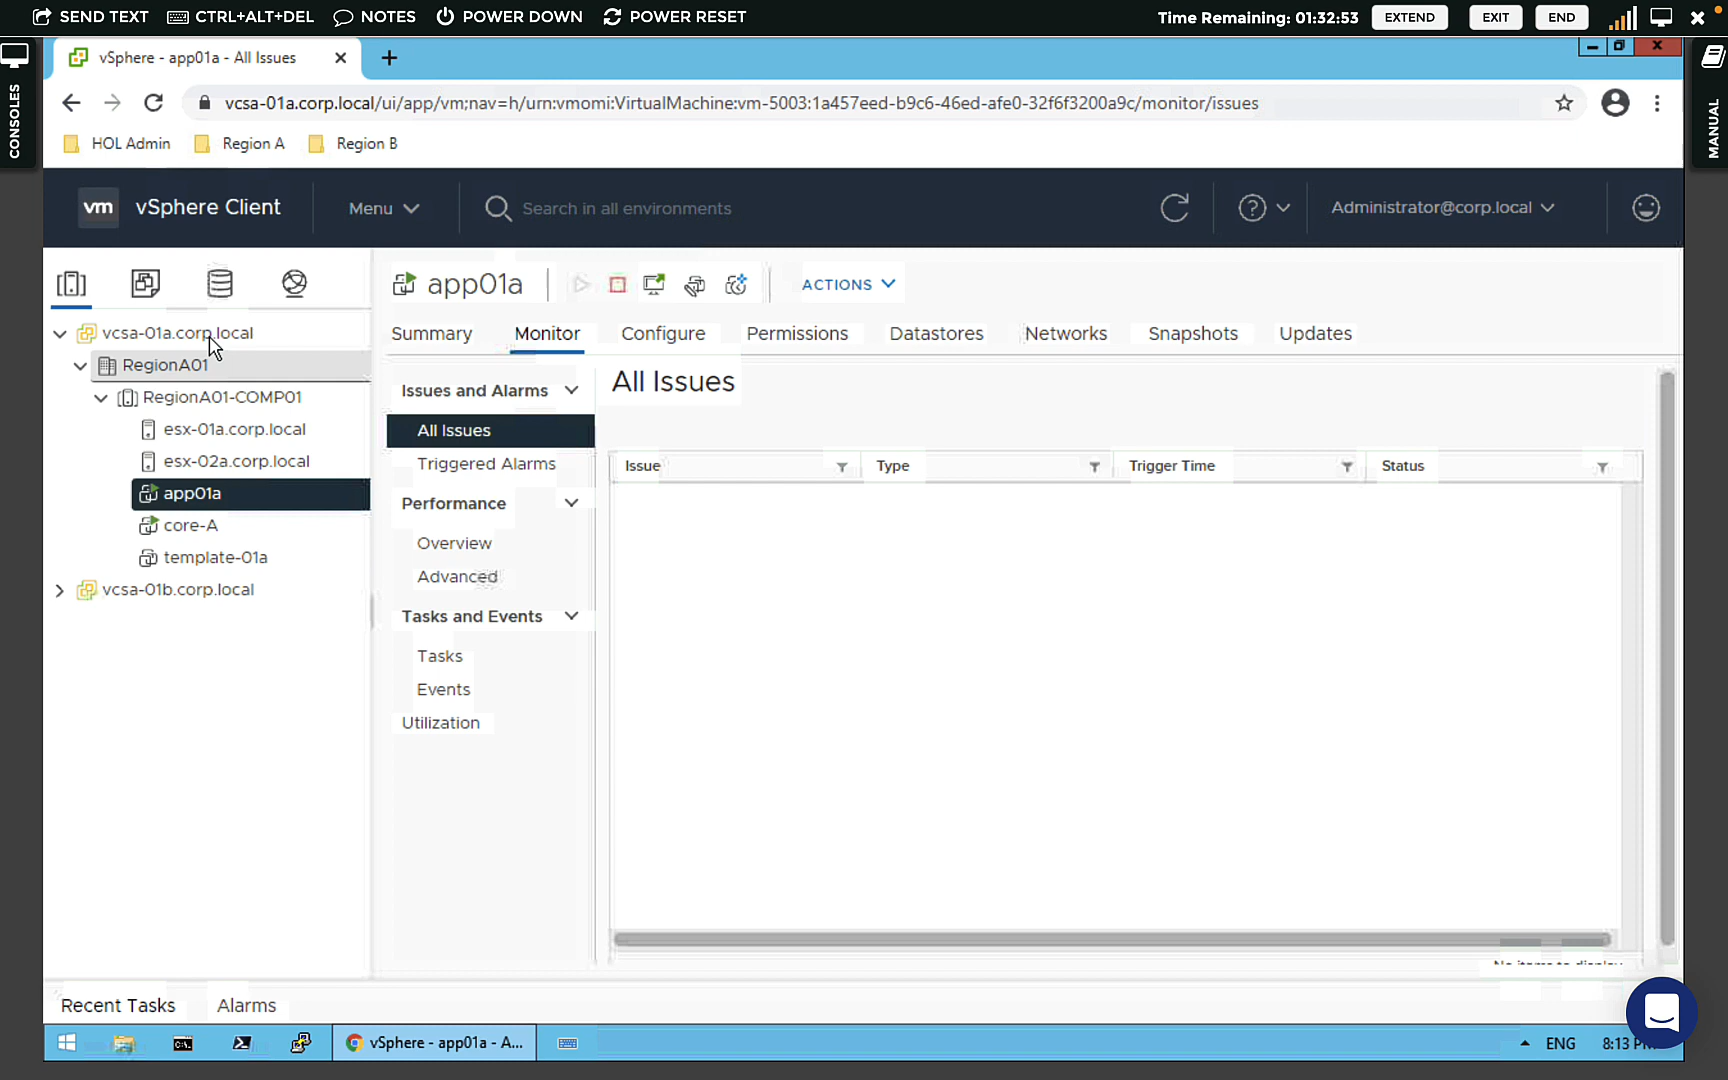 SEND TEXT CTRL+ALT+DEL NOTES POWER DOWN POWER RESET Time Remaining: 01:32:53 EXTEND EXIT END
CONSOLES
MANUAL
vSphere - app01a - All Issues
vcsa-01a.corp.local/ui/app/vm;nav=h/urn:vmomi:VirtualMachine:vm-5003:1a457eed-b9c6-46ed-afe0-32f6f3200a9c/monitor/issues
HOL Admin Region A Region B
vm vSphere Client Menu Search in all environments Administrator@corp.local
app01a ACTIONS
Summary Monitor Configure Permissions Datastores Networks Snapshots Updates
vcsa-01a.corp.local
RegionA01
RegionA01-COMP01
esx-01a.corp.local
esx-02a.corp.local
app01a
core-A
template-01a
vcsa-01b.corp.local
Issues and Alarms
All Issues
Triggered Alarms
Performance
Overview
Advanced
Tasks and Events
Tasks
Events
Utilization
All Issues
Issue Type Trigger Time Status
No items to display
Recent Tasks Alarms
vSphere - app01a - A... ENG 8:13 PM